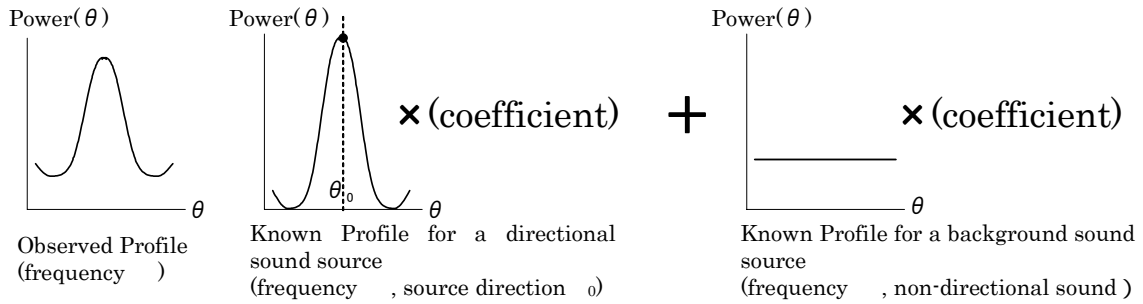 Power(θ)
θ
Observed Profile
(frequency )
Power(θ)
θ₀
θ
×(coefficient)
Known Profile for a directional
sound source
(frequency , source direction ₀)
+
Power(θ)
θ
×(coefficient)
Known Profile for a background sound
source
(frequency , non-directional sound)